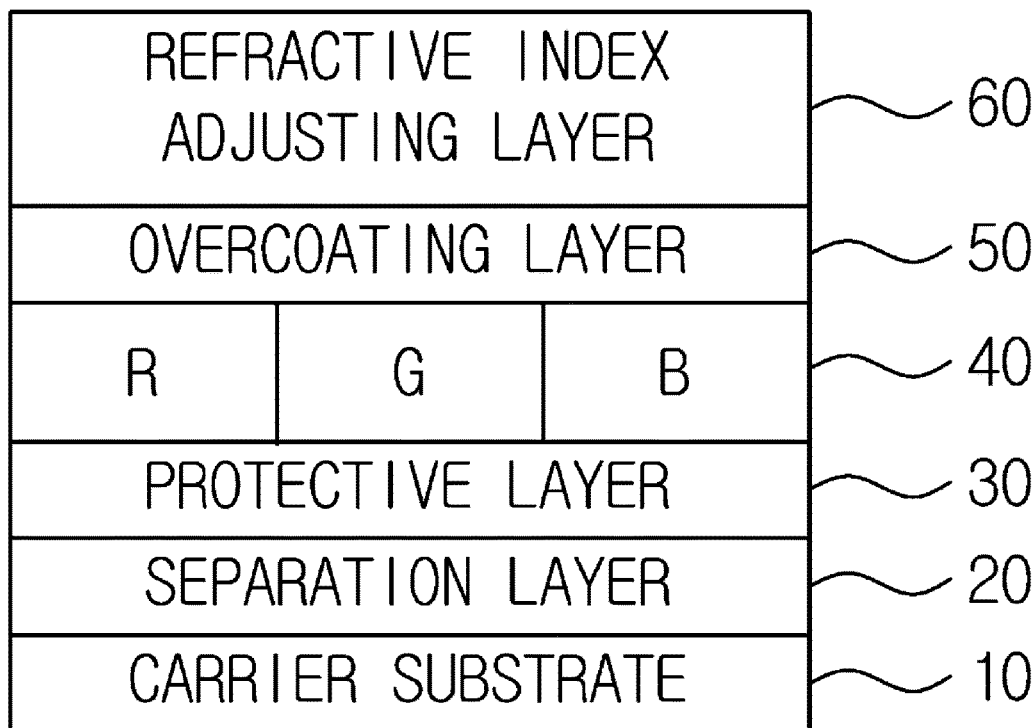 REFRACTIVE INDEX
ADJUSTING LAYER
60
OVERCOATING LAYER
50
R G B
40
PROTECTIVE LAYER
30
SEPARATION LAYER
20
CARRIER SUBSTRATE
10